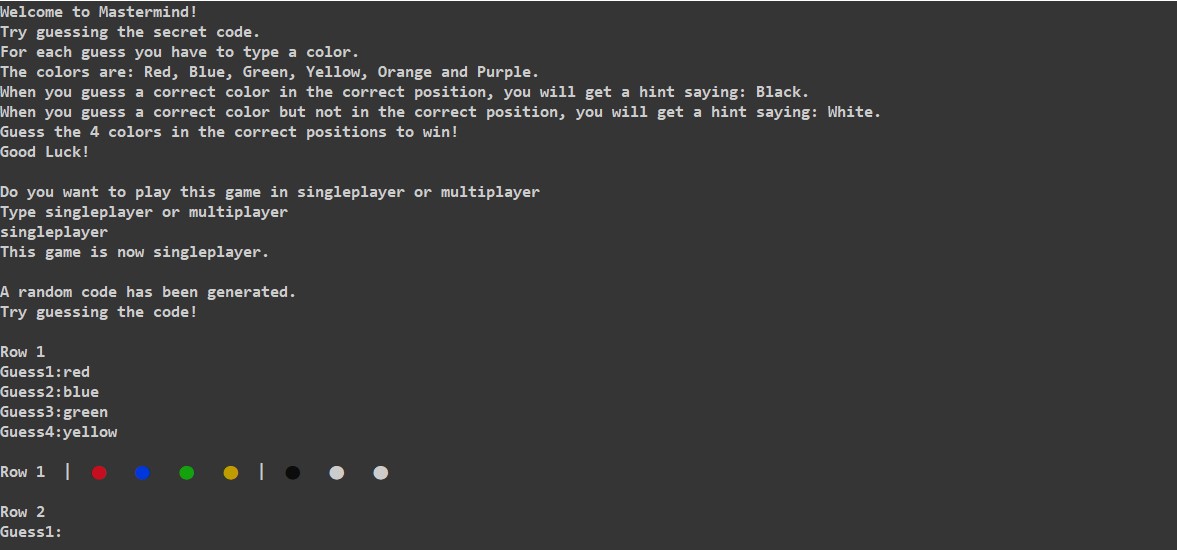 Welcome to Mastermind!
Try guessing the secret code.
For each guess you have to type a color.
The colors are: Red, Blue, Green, Yellow, Orange and Purple.
When you guess a correct color in the correct position, you will get a hint saying: Black.
When you guess a correct color but not in the correct position, you will get a hint saying: White.
Guess the 4 colors in the correct positions to win!
Good Luck!
Do you want to play this game in singleplayer or multiplayer
Type singleplayer or multiplayer
singleplayer
This game is now singleplayer.
A random code has been generated.
Try guessing the code!
Row 1
Guess1:red
Guess2:blue
Guess3:green
Guess4:yellow
Row 1 | ● ● ● ● | ● ● ●
Row 2
Guess1: